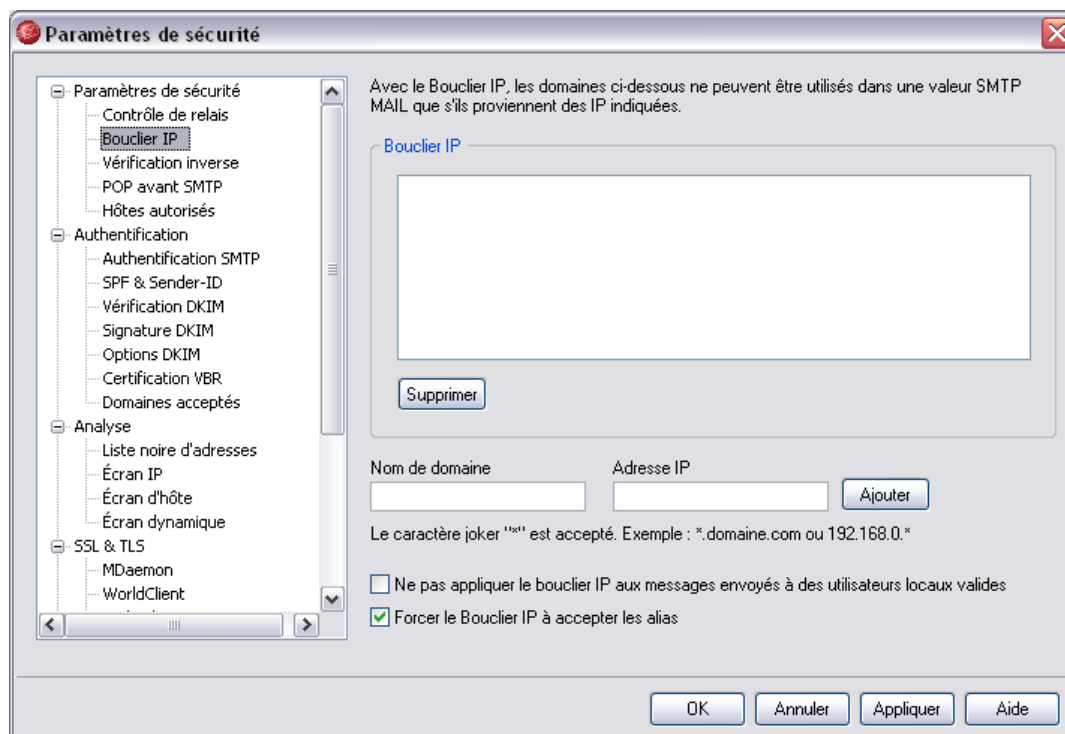 Paramètres de sécurité
Paramètres de sécurité
Contrôle de relais
Bouclier IP
Vérification inverse
POP avant SMTP
Hôtes autorisés
Authentification
Authentification SMTP
SPF & Sender-ID
Vérification DKIM
Signature DKIM
Options DKIM
Certification VBR
Domaines acceptés
Analyse
Liste noire d'adresses
Écran IP
Écran d'hôte
Écran dynamique
SSL & TLS
MDaemon
WorldClient
Avec le Bouclier IP, les domaines ci-dessous ne peuvent être utilisés dans une valeur SMTP
MAIL que s'ils proviennent des IP indiquées.
Bouclier IP
Supprimer
Nom de domaine Adresse IP
Ajouter
Le caractère joker "*" est accepté. Exemple : *.domaine.com ou 192.168.0.*
Ne pas appliquer le bouclier IP aux messages envoyés à des utilisateurs locaux valides
Forcer le Bouclier IP à accepter les alias
OK Annuler Appliquer Aide